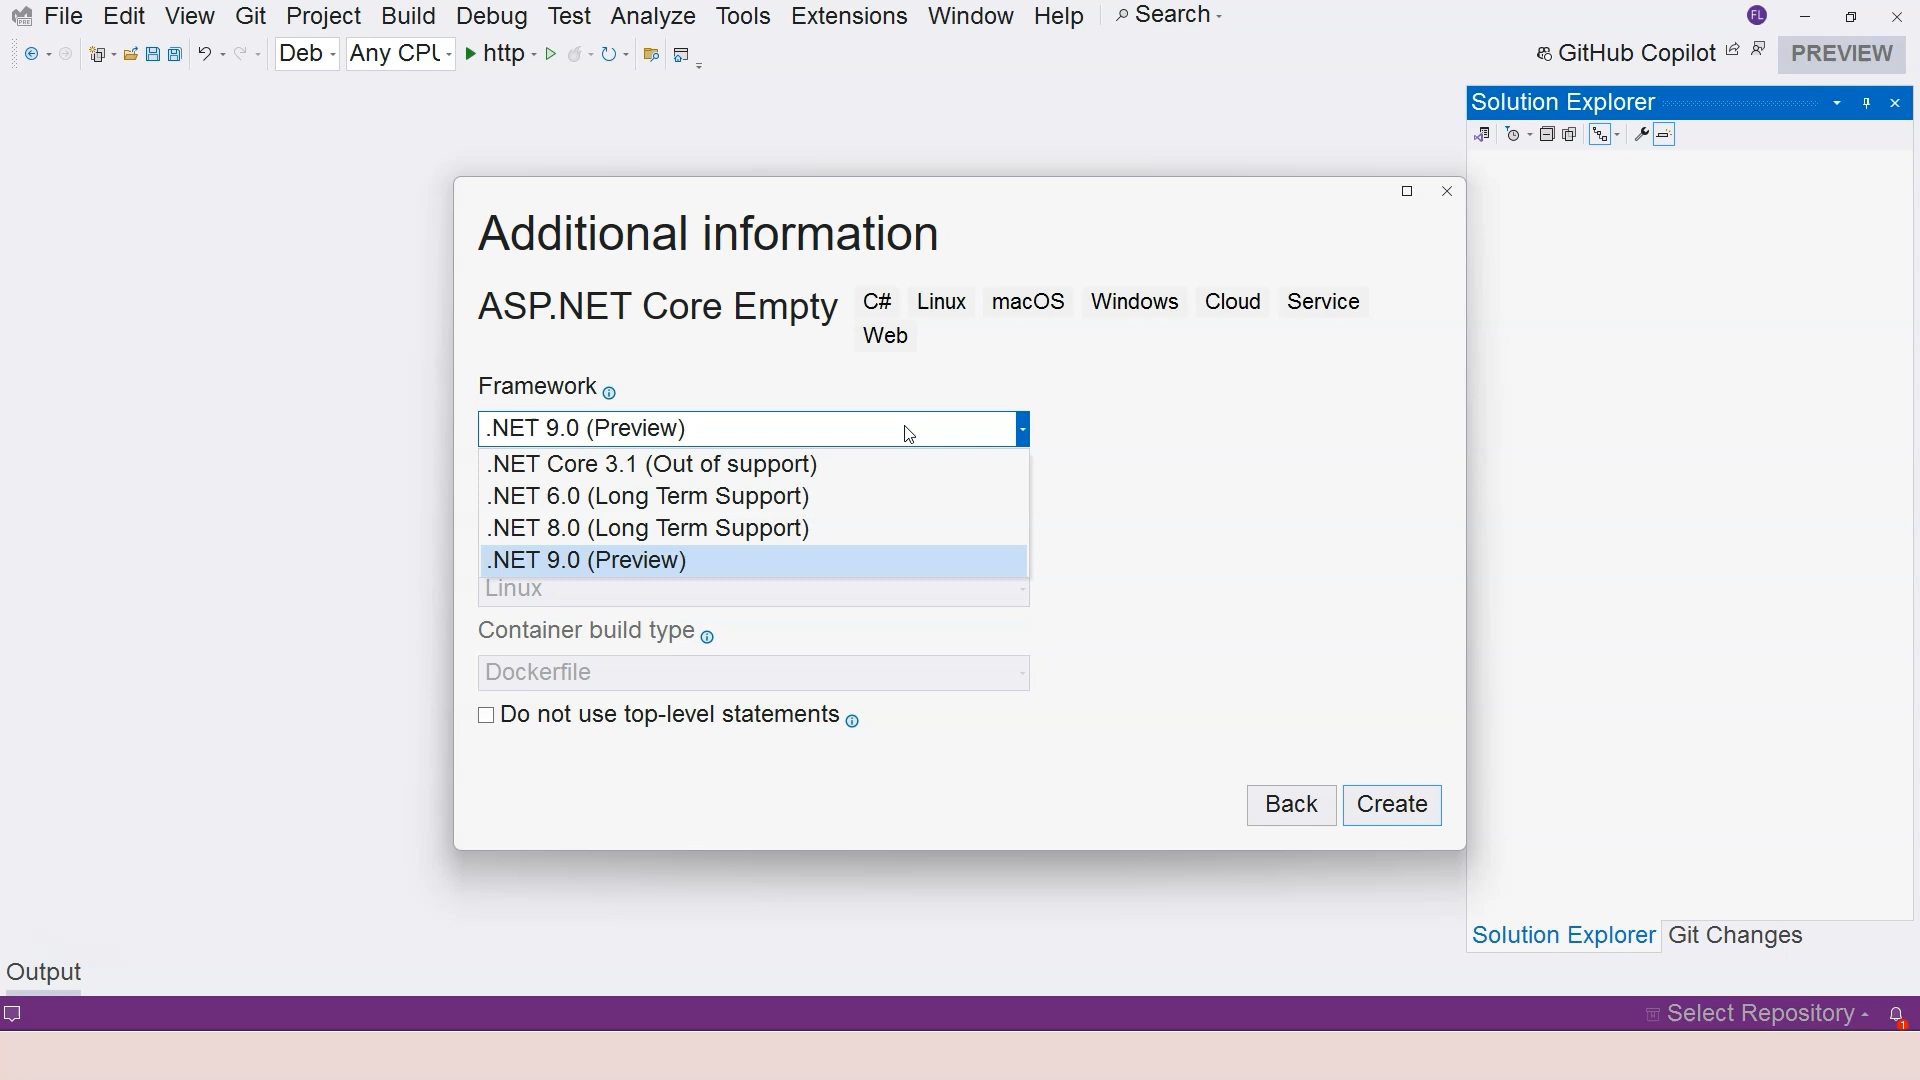 File Edit View Git Project Build Debug Test Analyze Tools Extensions Window Help Search FL
Deb Any CPU http GitHub Copilot PREVIEW
Solution Explorer
Additional information
ASP.NET Core Empty C# Linux macOS Windows Cloud Service
Web
Framework
.NET 9.0 (Preview)
.NET Core 3.1 (Out of support)
.NET 6.0 (Long Term Support)
.NET 8.0 (Long Term Support)
.NET 9.0 (Preview)
Linux
Container build type
Dockerfile
Do not use top-level statements
Back Create
Solution Explorer Git Changes
Output
Select Repository 1